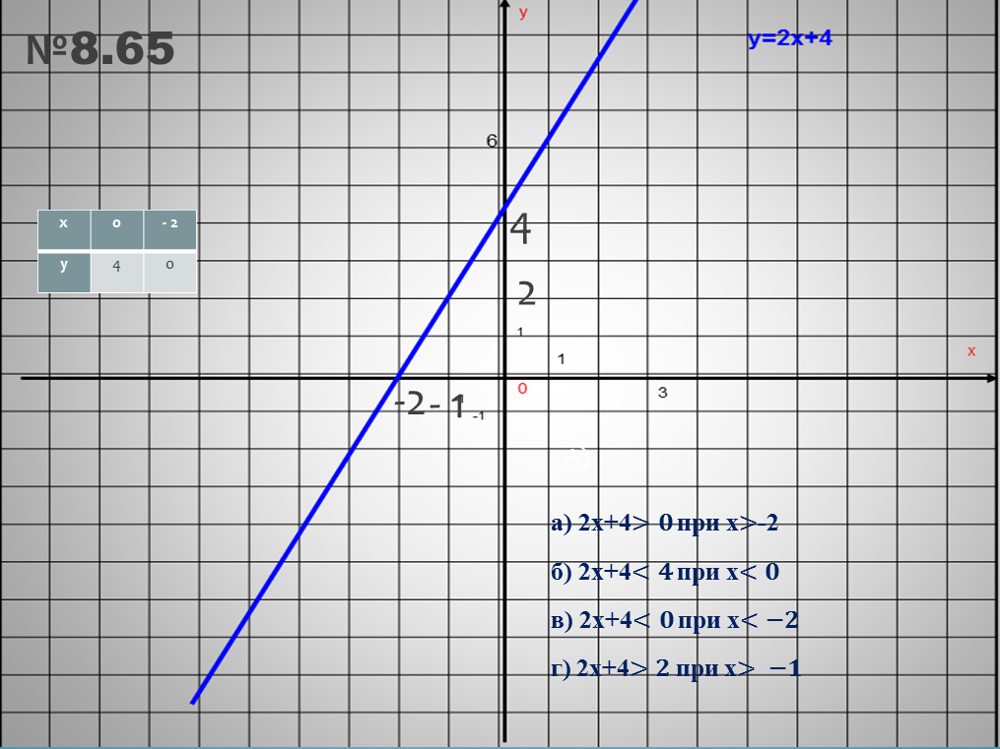 №8.65
y
y=2x+4
6
x 0 - 2
y 4 0
4
2
1
1
x
0
3
-2 - 1 -1
А)
а) 2х+4> 0 при х>-2
б) 2х+4< 4 при х< 0
в) 2х+4< 0 при х< −2
г) 2х+4> 2 при х> −1